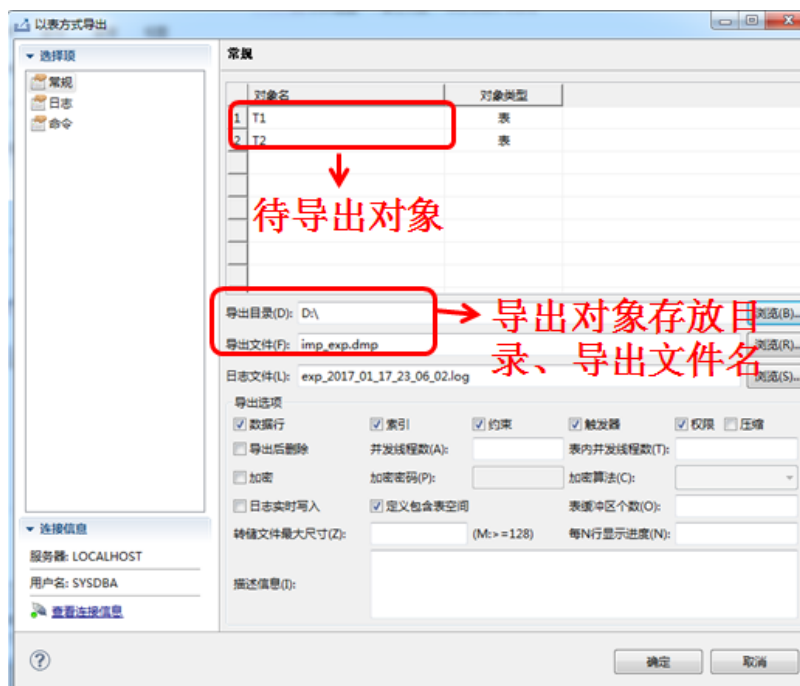 以表方式导出
选择项
常规
日志
命令
常规
对象名 对象类型
1 T1 表
2 T2 表
待导出对象
导出目录(D): D:\ 浏览(B)...
导出文件(F): imp_exp.dmp 浏览(R)...
导出对象存放目
录、导出文件名
日志文件(L): exp_2017_01_17_23_06_02.log 浏览(S)...
导出选项
数据行 索引 约束 触发器 权限 压缩
导出后删除 并发线程数(A): 表内并发线程数(T):
加密 加密密码(P): 加密算法(C):
日志实时写入 定义包含表空间 表缓冲区个数(O):
转储文件最大尺寸(Z): (M:>=128) 每N行显示进度(N):
描述信息(I):
连接信息
服务器: LOCALHOST
用户名: SYSDBA
查看连接信息
确定 取消